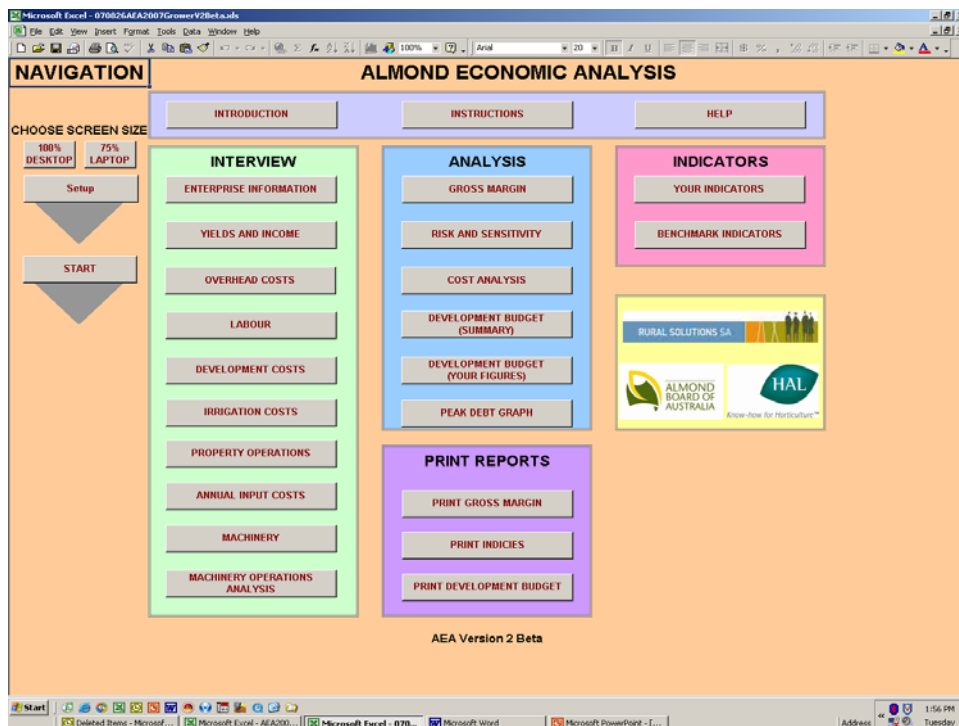 Microsoft Excel - 070026AEA2007GrowerV2Beta.xls
File Edit View Insert Format Tools Data Window Help
100% Arial 20 B I U
NAVIGATION
ALMOND ECONOMIC ANALYSIS
INTRODUCTION
INSTRUCTIONS
HELP
CHOOSE SCREEN SIZE
100%
DESKTOP
75%
LAPTOP
Setup
START
INTERVIEW
ENTERPRISE INFORMATION
YIELDS AND INCOME
OVERHEAD COSTS
LABOUR
DEVELOPMENT COSTS
IRRIGATION COSTS
PROPERTY OPERATIONS
ANNUAL INPUT COSTS
MACHINERY
MACHINERY OPERATIONS
ANALYSIS
ANALYSIS
GROSS MARGIN
RISK AND SENSITIVITY
COST ANALYSIS
DEVELOPMENT BUDGET
(SUMMARY)
DEVELOPMENT BUDGET
(YOUR FIGURES)
PEAK DEBT GRAPH
PRINT REPORTS
PRINT GROSS MARGIN
PRINT INDICIES
PRINT DEVELOPMENT BUDGET
INDICATORS
YOUR INDICATORS
BENCHMARK INDICATORS
RURAL SOLUTIONS SA
ALMOND
BOARD OF
AUSTRALIA
HAL
Know-how for Horticulture™
AEA Version 2 Beta
Start
1:56 PM
Deleted Items - Microsof...
Microsoft Excel - AEA200...
Microsoft Excel - 070...
Microsoft Word
Microsoft PowerPoint - [...
Address
Tuesday